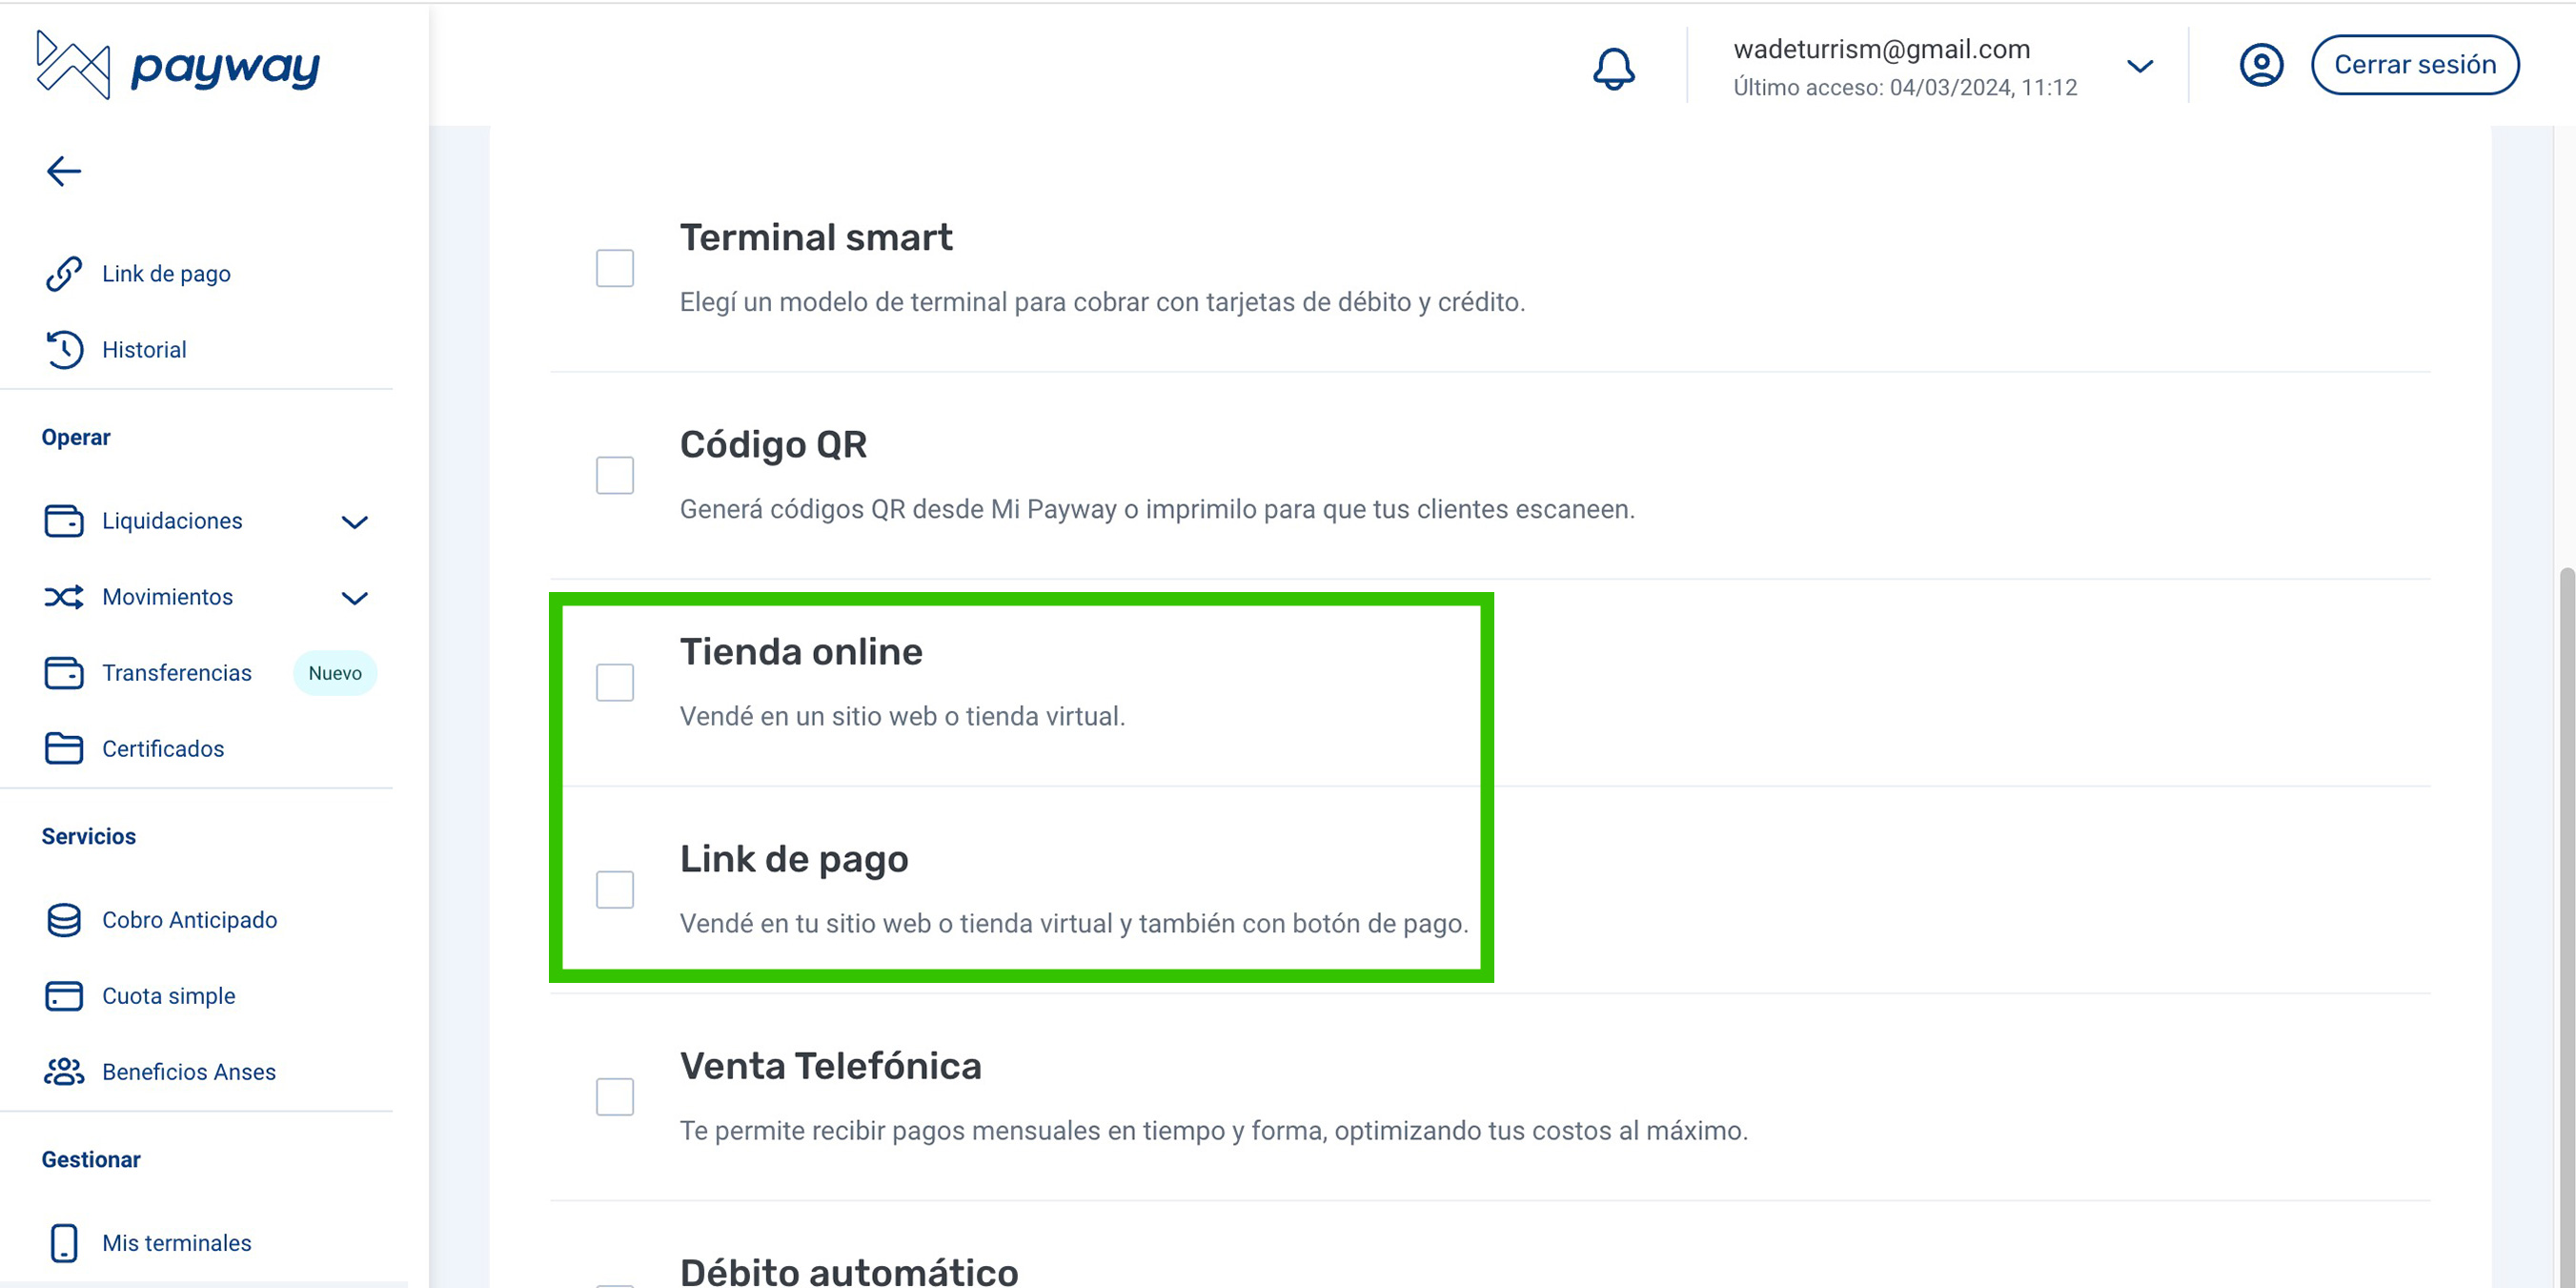 payway
wadeturrism@gmail.com
Último acceso: 04/03/2024, 11:12
Cerrar sesión
Link de pago
Historial
Operar
Liquidaciones
Movimientos
Transferencias Nuevo
Certificados
Servicios
Cobro Anticipado
Cuota simple
Beneficios Anses
Gestionar
Mis terminales
Terminal smart
Elegí un modelo de terminal para cobrar con tarjetas de débito y crédito.
Código QR
Generá códigos QR desde Mi Payway o imprimilo para que tus clientes escaneen.
Tienda online
Vendé en un sitio web o tienda virtual.
Link de pago
Vendé en tu sitio web o tienda virtual y también con botón de pago.
Venta Telefónica
Te permite recibir pagos mensuales en tiempo y forma, optimizando tus costos al máximo.
Débito automático